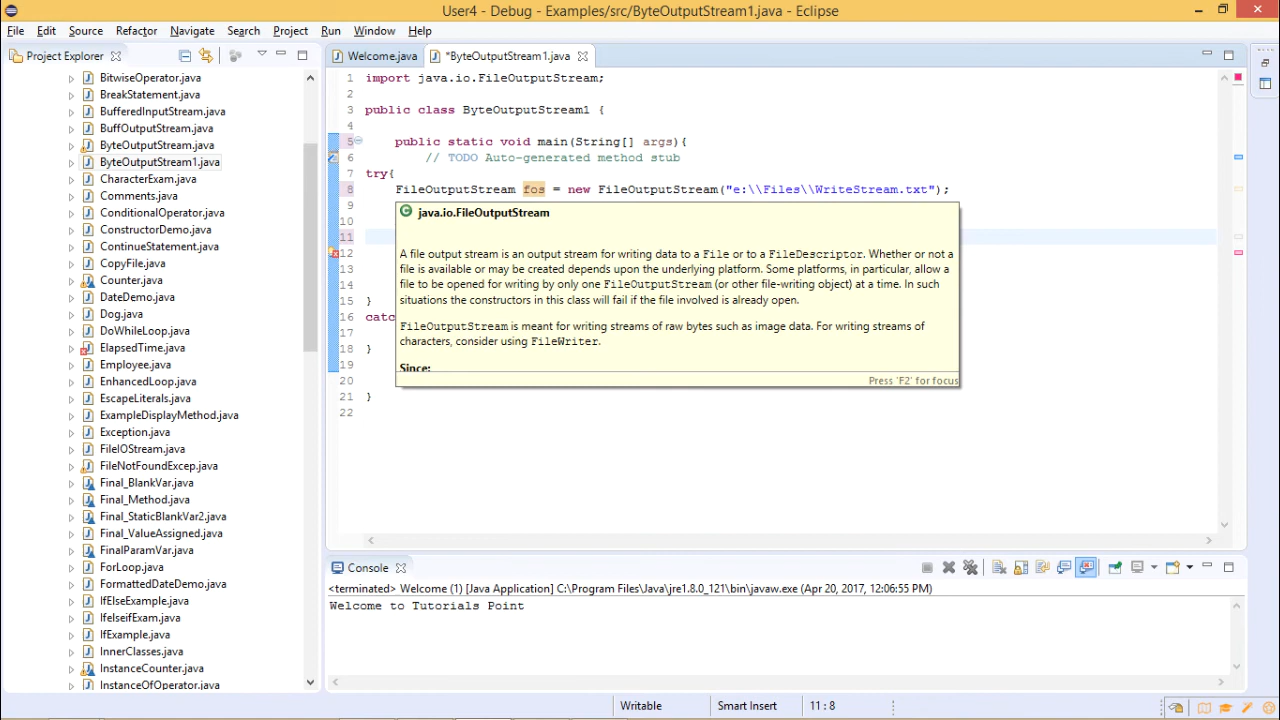 User4 - Debug - Examples/src/ByteOutputStream1.java - Eclipse
File Edit Source Refactor Navigate Search Project Run Window Help
Project Explorer
Welcome.java
*ByteOutputStream1.java
BitwiseOperator.java
BreakStatement.java
BufferedInputStream.java
BuffOutputStream.java
ByteOutputStream.java
ByteOutputStream1.java
CharacterExam.java
Comments.java
ConditionalOperator.java
ConstructorDemo.java
ContinueStatement.java
CopyFile.java
Counter.java
DateDemo.java
Dog.java
DoWhileLoop.java
ElapsedTime.java
Employee.java
EnhancedLoop.java
EscapeLiterals.java
ExampleDisplayMethod.java
Exception.java
FileIOStream.java
FileNotFoundExcep.java
Final_BlankVar.java
Final_Method.java
Final_StaticBlankVar2.java
Final_ValueAssigned.java
FinalParamVar.java
ForLoop.java
FormattedDateDemo.java
IfElseExample.java
IfelseifExam.java
IfExample.java
InnerClasses.java
InstanceCounter.java
InstanceOfOperator.java
1 import java.io.FileOutputStream;
2
3 public class ByteOutputStream1 {
4
5 public static void main(String[] args){
6 // TODO Auto-generated method stub
7 try{
8 FileOutputStream fos = new FileOutputStream("e:\\Files\\WriteStream.txt");
9
10
11
12
13
14
15 }
16 catc
17
18 }
19
20
21 }
22
java.io.FileOutputStream
A file output stream is an output stream for writing data to a File or to a FileDescriptor. Whether or not a
file is available or may be created depends upon the underlying platform. Some platforms, in particular, allow a
file to be opened for writing by only one FileOutputStream (or other file-writing object) at a time. In such
situations the constructors in this class will fail if the file involved is already open.
FileOutputStream is meant for writing streams of raw bytes such as image data. For writing streams of
characters, consider using FileWriter.
Since:
Press 'F2' for focus
Console
<terminated> Welcome (1) [Java Application] C:\Program Files\Java\jre1.8.0_121\bin\javaw.exe (Apr 20, 2017, 12:06:55 PM)
Welcome to Tutorials Point
Writable Smart Insert 11 : 8